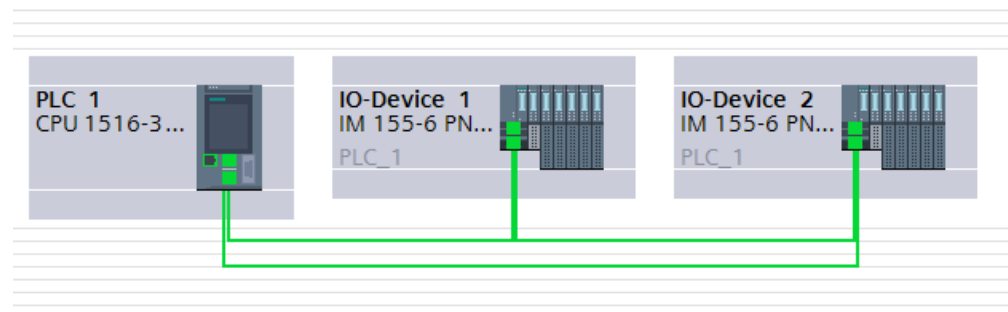 PLC_1
CPU 1516-3...
IO-Device_1
IM 155-6 PN...
PLC_1
IO-Device_2
IM 155-6 PN...
PLC_1